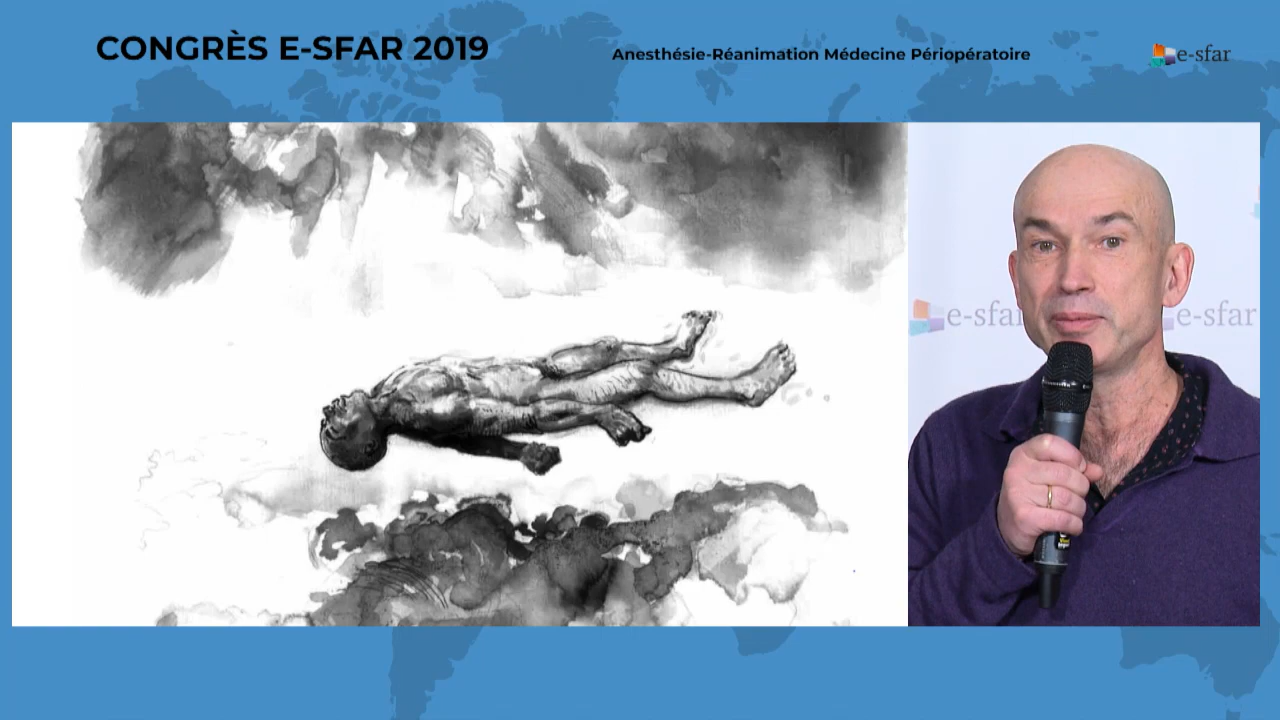 CONGRÈS E-SFAR 2019
Anesthésie-Réanimation Médecine Périopératoire
e-sfar
e-sfar
e-sfar